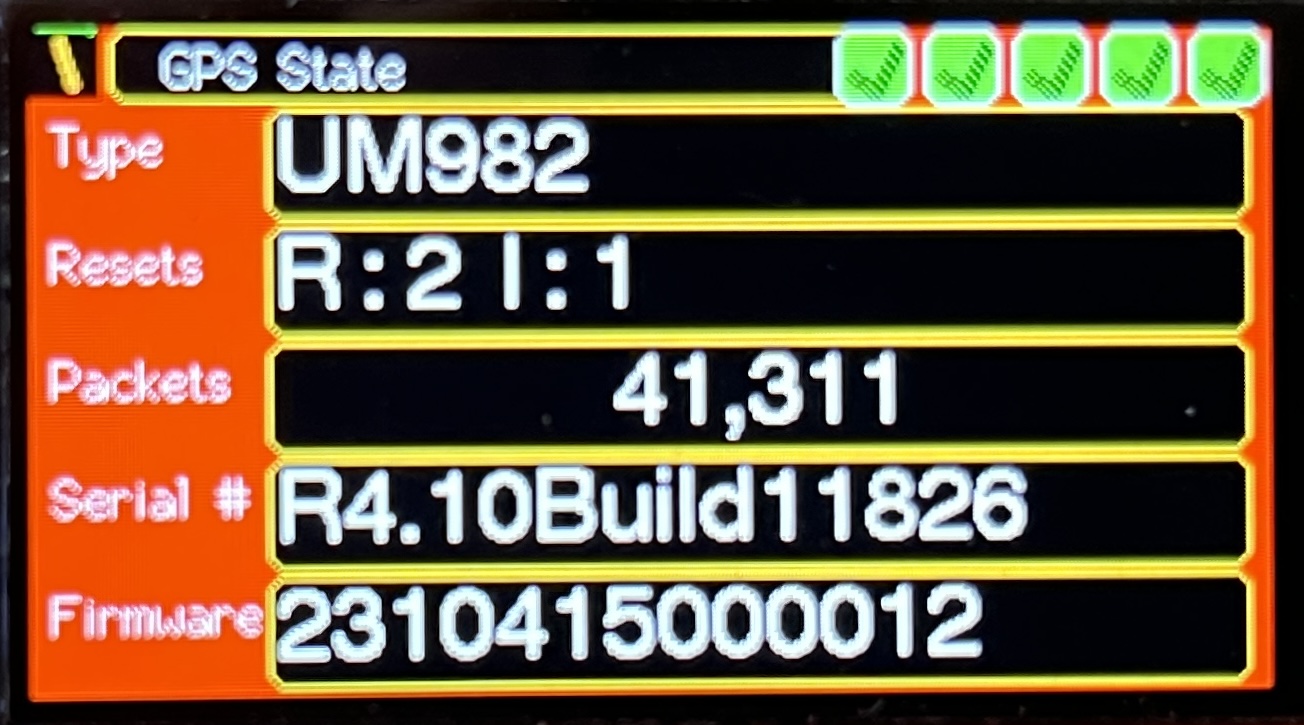 GPS State
Type UM982
Resets R:2 I:1
Packets 41,311
Serial # R4.10Build11826
Firmware 2310415000012